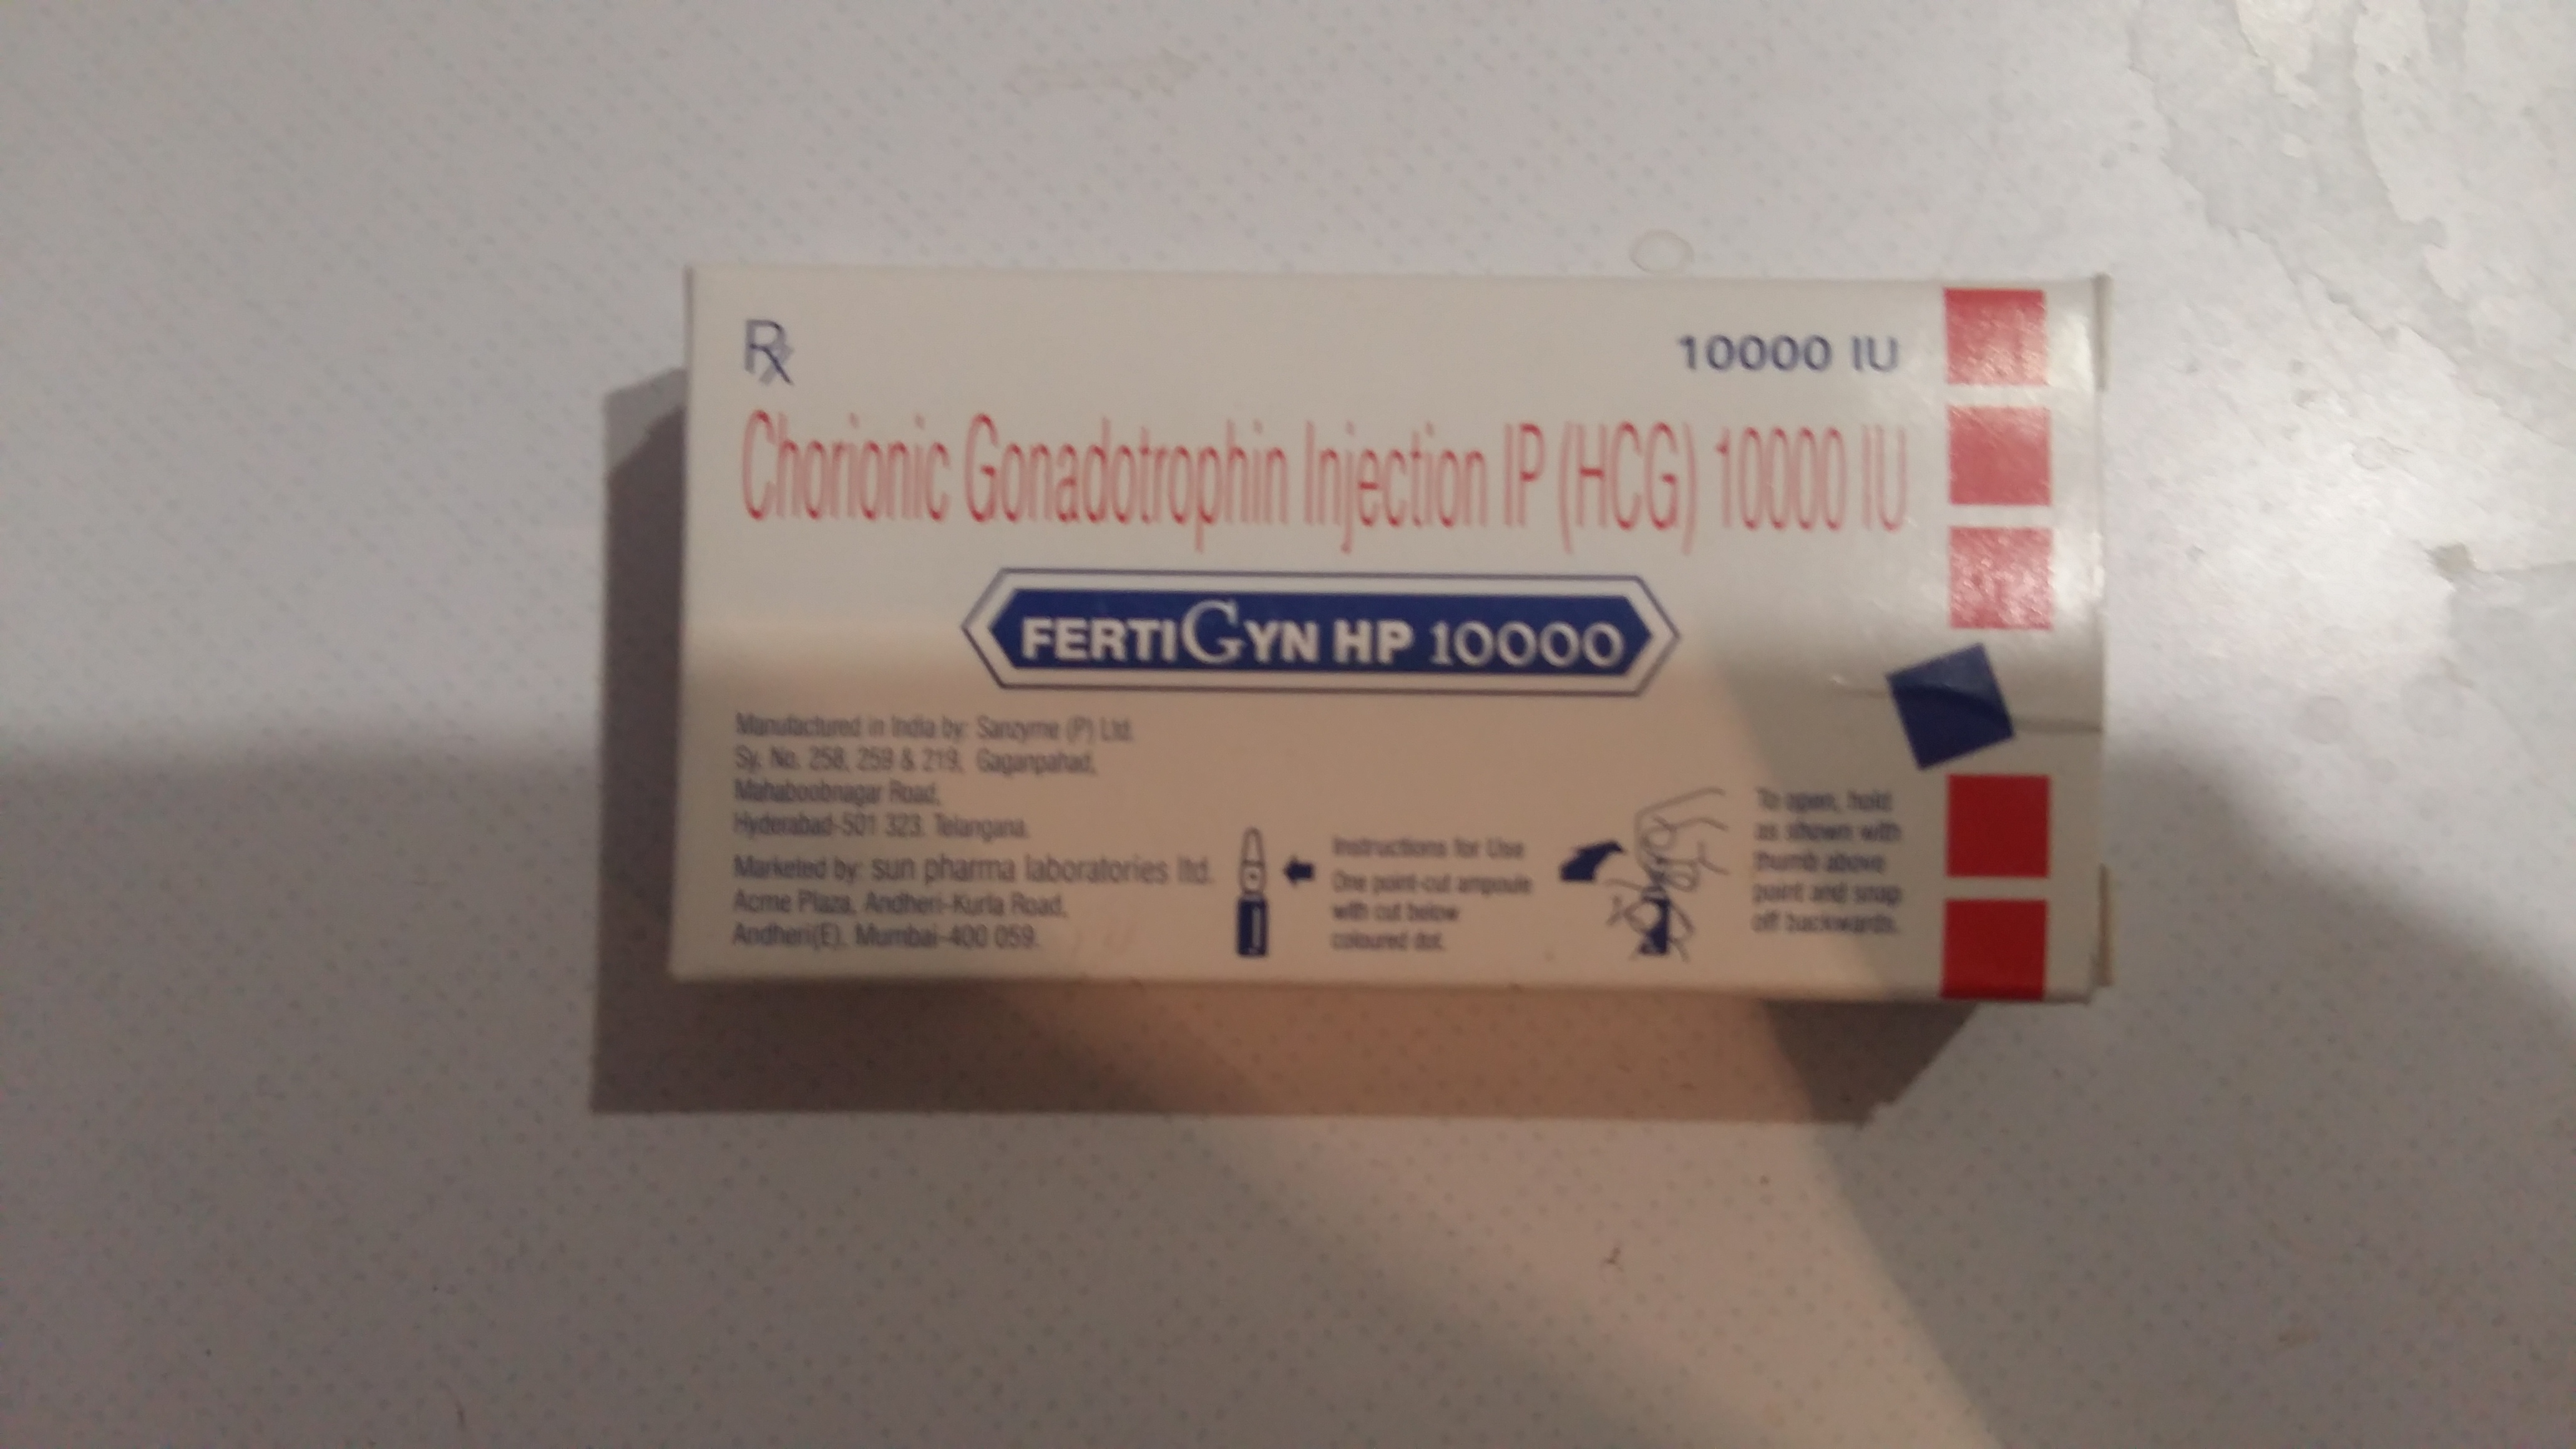 Rx
10000 IU
Chorionic Gonadotrophin Injection IP (HCG) 10000 IU
FERTIGYN HP 10000
Manufactured in India by: Sanzyme (P) Ltd.
Sy. No. 258, 259 & 219, Gaganpahad,
Mahaboobnagar Road,
Hyderabad-501 323. Telangana.
Marketed by: sun pharma laboratories ltd.
Acme Plaza, Andheri-Kurla Road,
Andheri(E), Mumbai-400 059.
Instructions for Use
One point-cut ampoule
with cut below
coloured dot.
To open, hold
as shown with
thumb above
point and snap
off backwards.